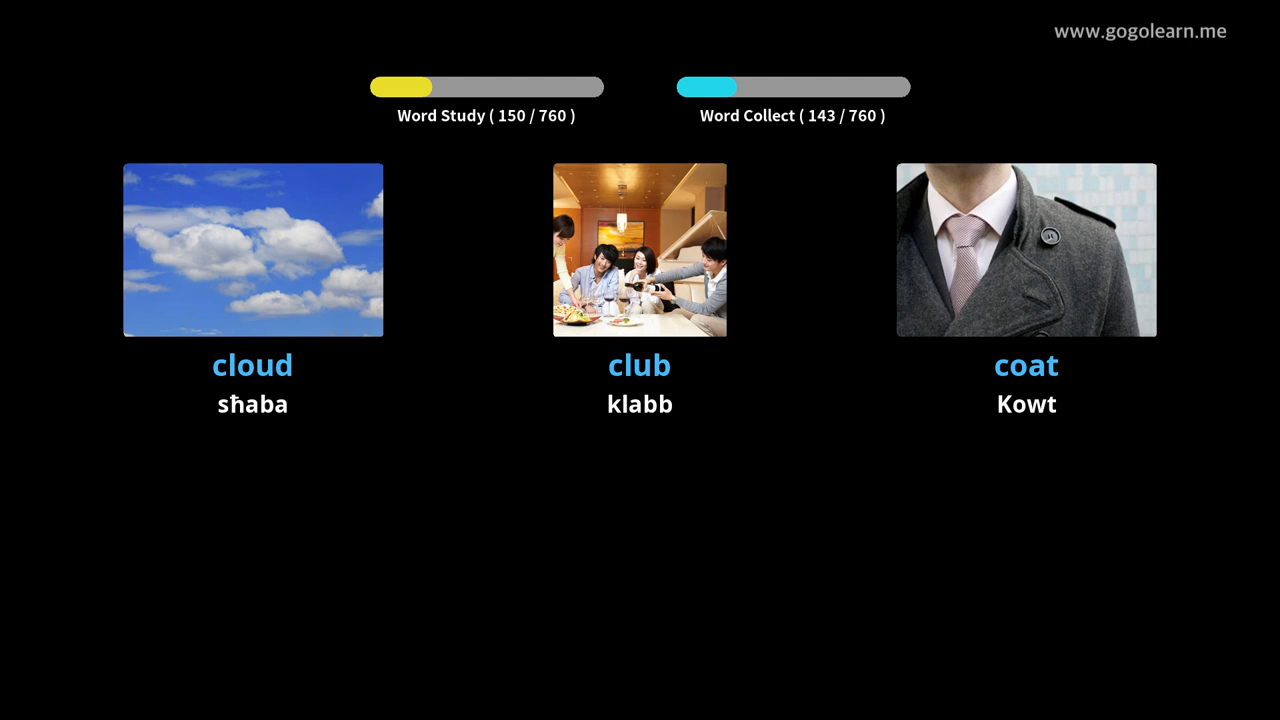 www.gogolearn.me
Word Study ( 150 / 760 )
Word Collect ( 143 / 760 )
cloud
sħaba
club
klabb
coat
Kowt